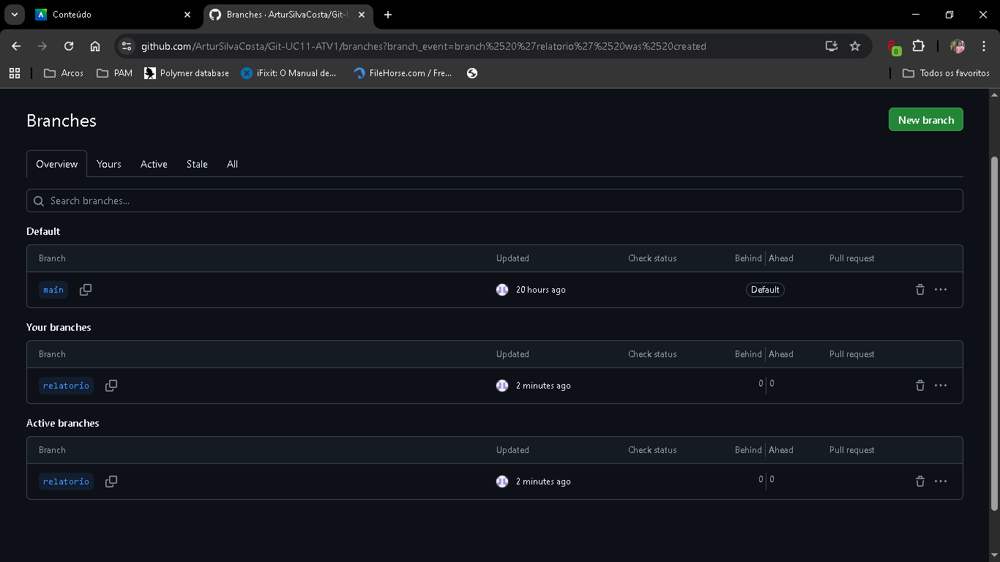 Conteúdo
Branches · ArturSilvaCosta/Git-U
github.com/ArturSilvaCosta/Git-UC11-ATV1/branches?branch_event=branch%2520%27relatorio%27%2520was%2520created
0
Arcos PAM Polymer database iFixit: O Manual de... FileHorse.com / Fre... Todos os favoritos
Branches
New branch
Overview Yours Active Stale All
Search branches...
Default
Branch Updated Check status Behind Ahead Pull request
main 20 hours ago Default
Your branches
Branch Updated Check status Behind Ahead Pull request
relatorio 2 minutes ago 0 0
Active branches
Branch Updated Check status Behind Ahead Pull request
relatorio 2 minutes ago 0 0